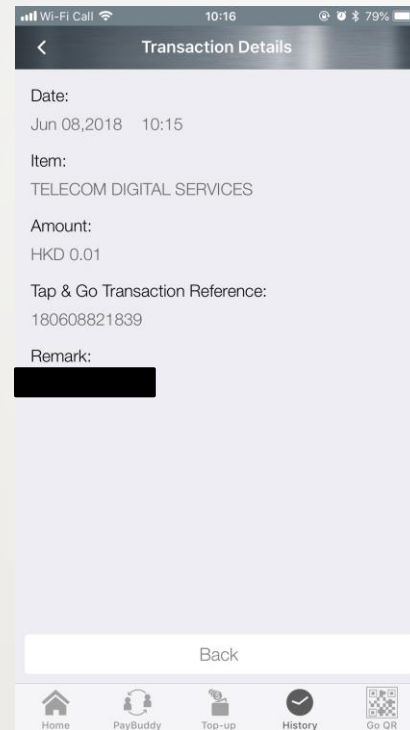 Wi-Fi Call 10:16 79%
Transaction Details
Date:
Jun 08,2018 10:15
Item:
TELECOM DIGITAL SERVICES
Amount:
HKD 0.01
Tap & Go Transaction Reference:
180608821839
Remark:
Back
Home PayBuddy Top-up History Go QR